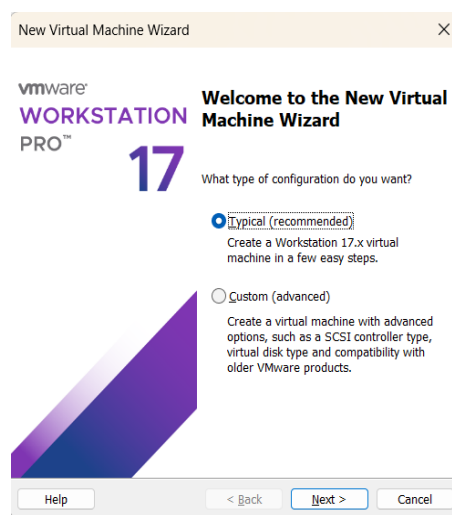 New Virtual Machine Wizard
vmware
WORKSTATION
PRO™
17
Welcome to the New Virtual
Machine Wizard
What type of configuration do you want?
Typical (recommended)
Create a Workstation 17.x virtual
machine in a few easy steps.
Custom (advanced)
Create a virtual machine with advanced
options, such as a SCSI controller type,
virtual disk type and compatibility with
older VMware products.
Help
< Back
Next >
Cancel